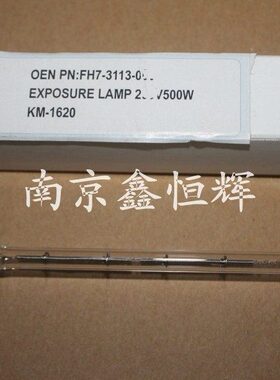 OEN PN:FH7-3113-0
EXPOSURE LAMP 2 V500W
KM-1620
南京鑫恒辉